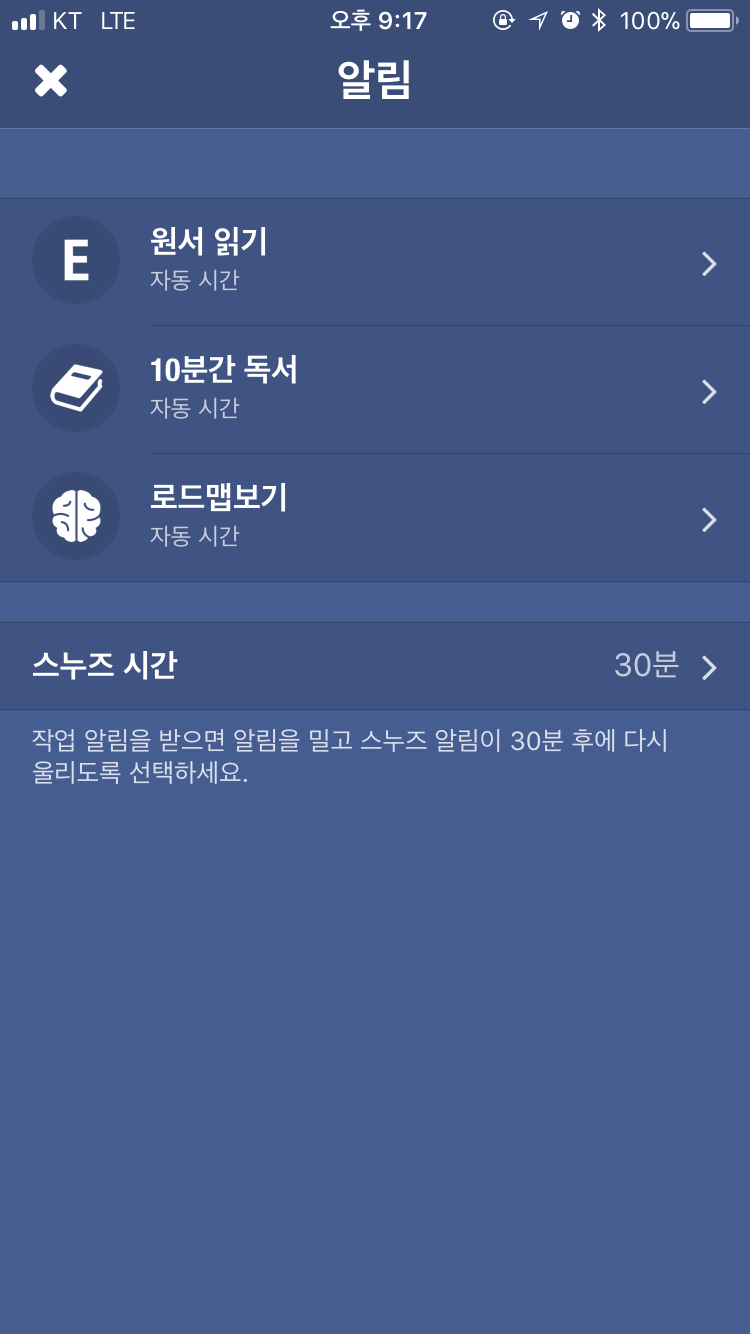 KT LTE 오후 9:17 100%
알림
E
원서 읽기
자동 시간
10분간 독서
자동 시간
로드맵보기
자동 시간
스누즈 시간 30분
작업 알림을 받으면 알림을 밀고 스누즈 알림이 30분 후에 다시
울리도록 선택하세요.